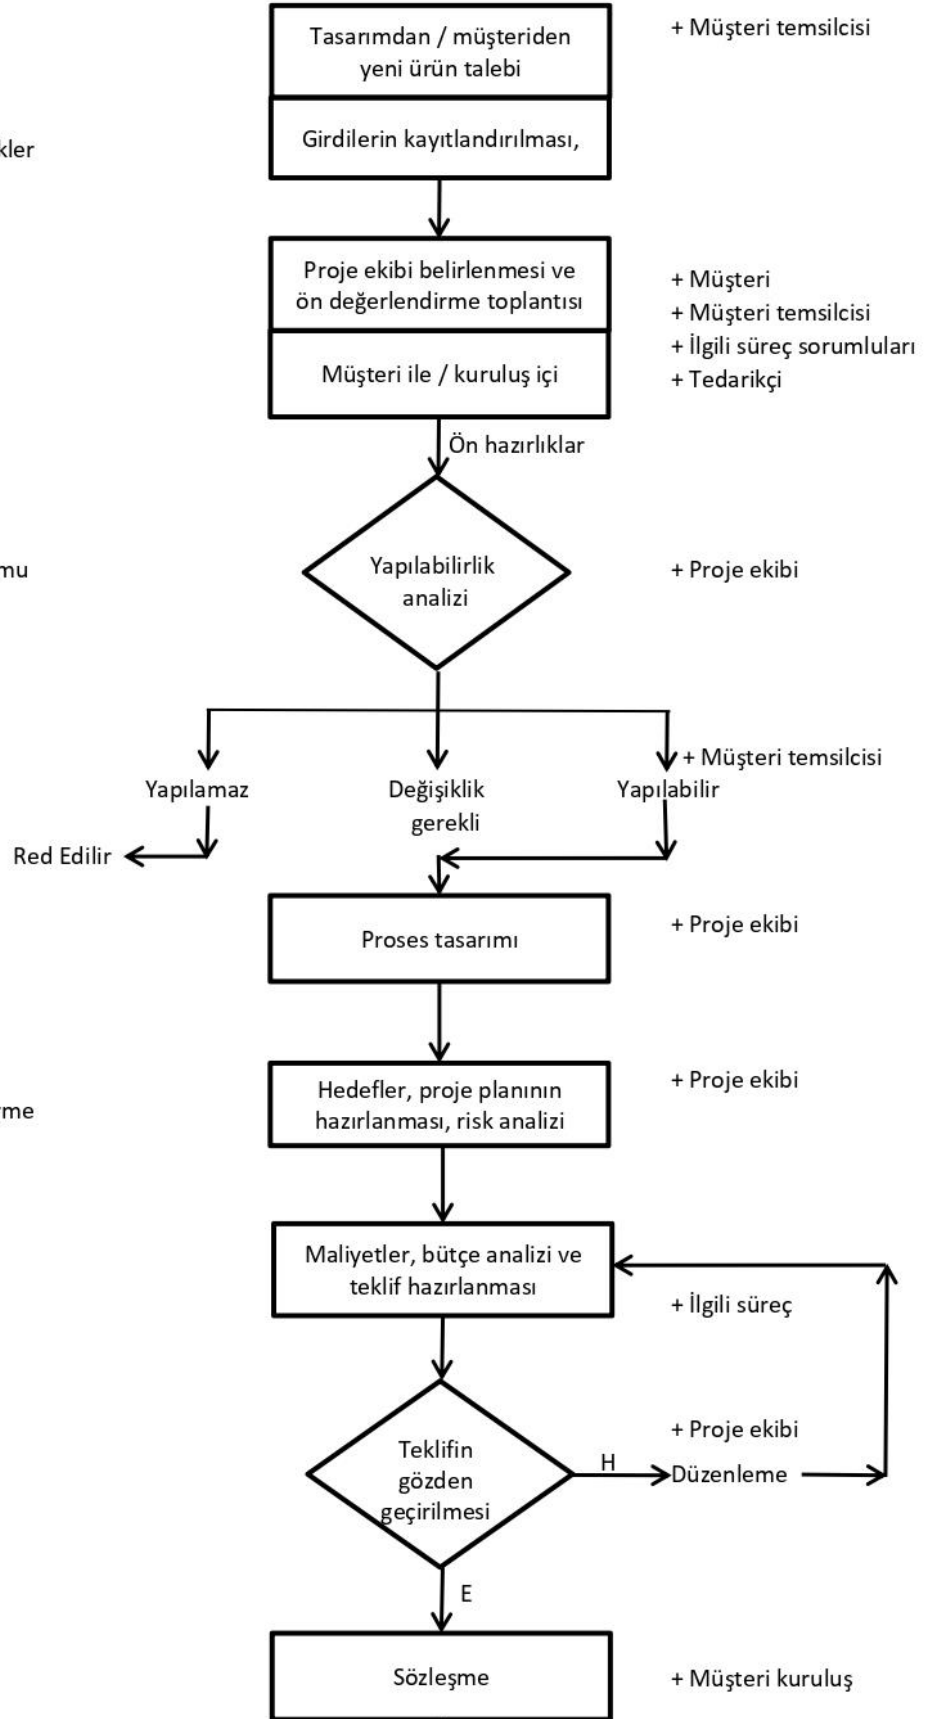 Tasarımdan / müşteriden
yeni ürün talebi
+ Müşteri temsilcisi
Girdilerin kayıtlandırılması,
kler
Proje ekibi belirlenmesi ve
ön değerlendirme toplantısı
Müşteri ile / kuruluş içi
+ Müşteri
+ Müşteri temsilcisi
+ İlgili süreç sorumluları
+ Tedarikçi
Ön hazırlıklar
mu
Yapılabilirlik
analizi
+ Proje ekibi
+ Müşteri temsilcisi
Yapılamaz
Değişiklik
gerekli
Yapılabilir
Red Edilir
Proses tasarımı
+ Proje ekibi
Hedefler, proje planının
hazırlanması, risk analizi
+ Proje ekibi
rme
Maliyetler, bütçe analizi ve
teklif hazırlanması
+ İlgili süreç
Teklifin
gözden
geçirilmesi
H
+ Proje ekibi
Düzenleme
E
Sözleşme
+ Müşteri kuruluş